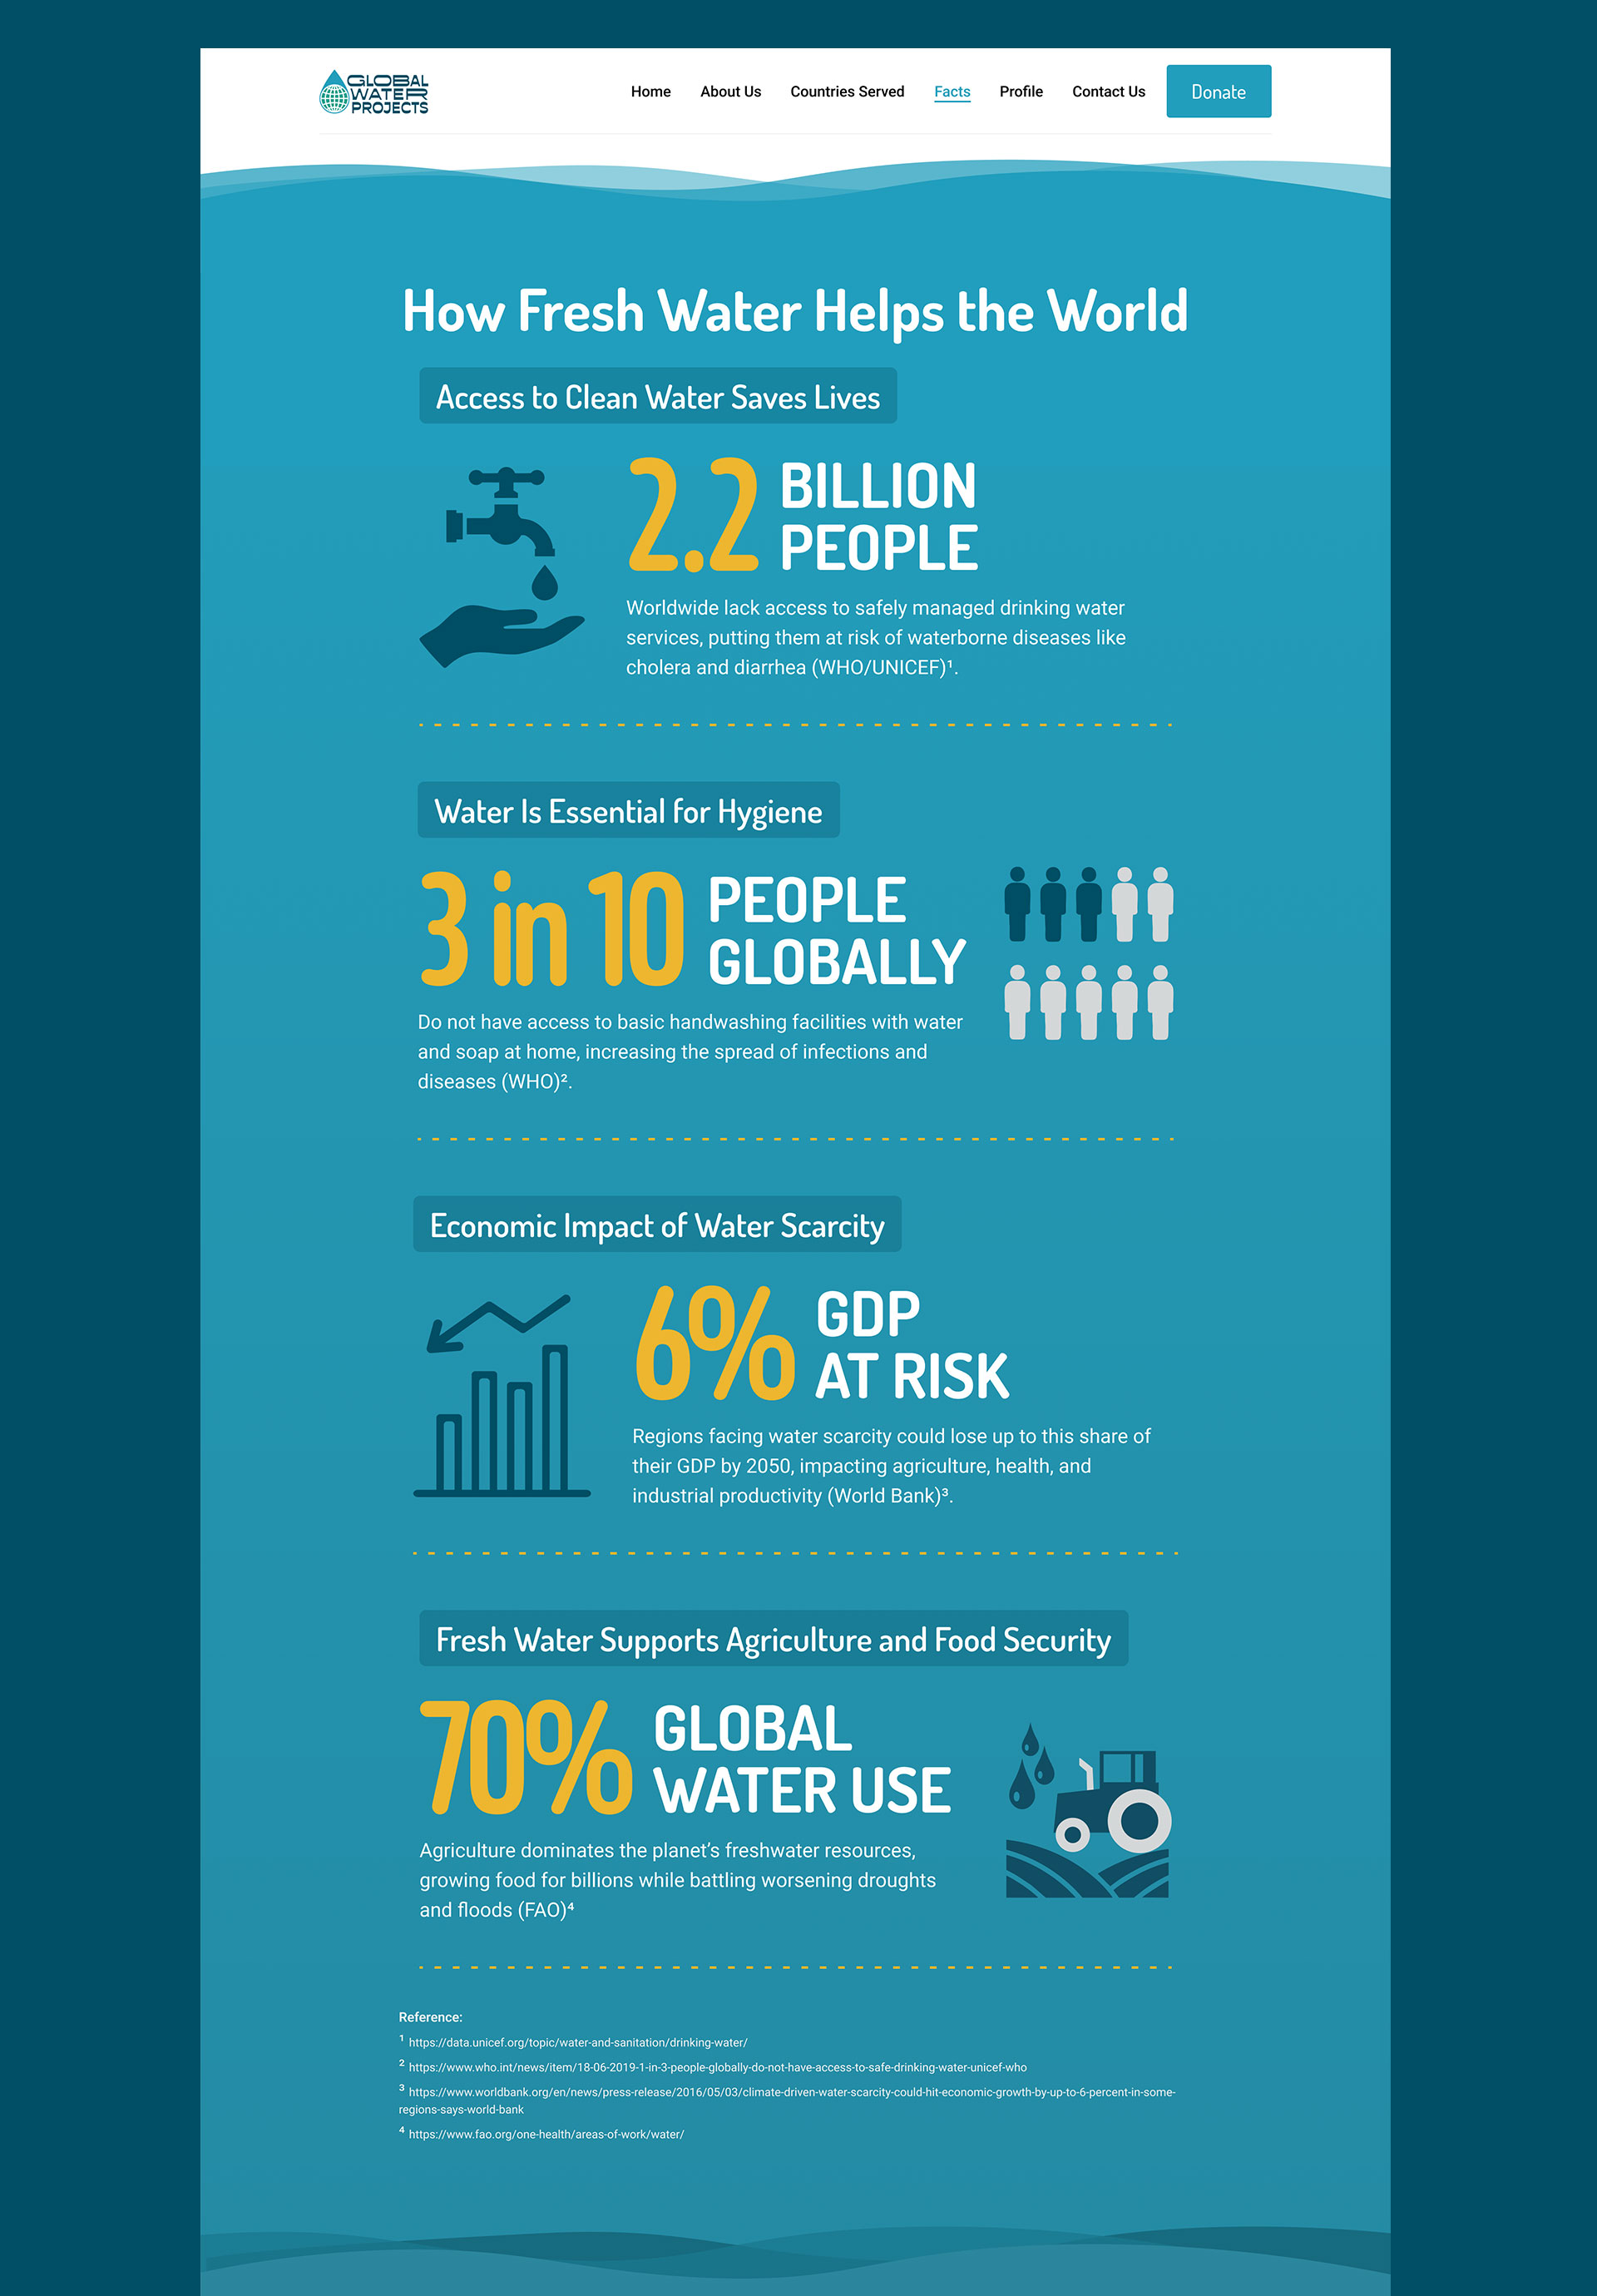 GLOBAL
WATER
PROJECTS
Home About Us Countries Served Facts Profile Contact Us Donate
How Fresh Water Helps the World
Access to Clean Water Saves Lives
2.2 BILLION
PEOPLE
Worldwide lack access to safely managed drinking water
services, putting them at risk of waterborne diseases like
cholera and diarrhea (WHO/UNICEF)¹.
Water Is Essential for Hygiene
3 in 10 PEOPLE
GLOBALLY
Do not have access to basic handwashing facilities with water
and soap at home, increasing the spread of infections and
diseases (WHO)².
Economic Impact of Water Scarcity
6% GDP
AT RISK
Regions facing water scarcity could lose up to this share of
their GDP by 2050, impacting agriculture, health, and
industrial productivity (World Bank)³.
Fresh Water Supports Agriculture and Food Security
70% GLOBAL
WATER USE
Agriculture dominates the planet’s freshwater resources,
growing food for billions while battling worsening droughts
and floods (FAO)⁴
Reference:
¹ https://data.unicef.org/topic/water-and-sanitation/drinking-water/
² https://www.who.int/news/item/18-06-2019-1-in-3-people-globally-do-not-have-access-to-safe-drinking-water-unicef-who
³ https://www.worldbank.org/en/news/press-release/2016/05/03/climate-driven-water-scarcity-could-hit-economic-growth-by-up-to-6-percent-in-some-
regions-says-world-bank
⁴ https://www.fao.org/one-health/areas-of-work/water/